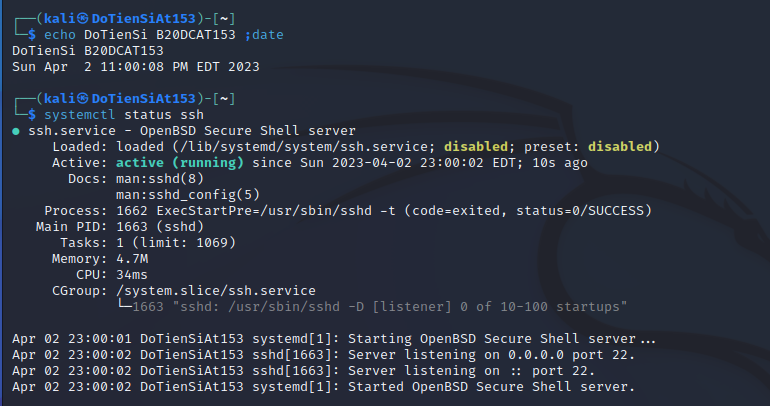 ┌──(kali㉿DoTienSiAt153)-[~]
└─$ echo DoTienSi B20DCAT153 ;date
DoTienSi B20DCAT153
Sun Apr  2 11:00:08 PM EDT 2023

┌──(kali㉿DoTienSiAt153)-[~]
└─$ systemctl status ssh
● ssh.service - OpenBSD Secure Shell server
     Loaded: loaded (/lib/systemd/system/ssh.service; disabled; preset: disabled)
     Active: active (running) since Sun 2023-04-02 23:00:02 EDT; 10s ago
       Docs: man:sshd(8)
             man:sshd_config(5)
    Process: 1662 ExecStartPre=/usr/sbin/sshd -t (code=exited, status=0/SUCCESS)
   Main PID: 1663 (sshd)
      Tasks: 1 (limit: 1069)
     Memory: 4.7M
        CPU: 34ms
     CGroup: /system.slice/ssh.service
             └─1663 "sshd: /usr/sbin/sshd -D [listener] 0 of 10-100 startups"

Apr 02 23:00:01 DoTienSiAt153 systemd[1]: Starting OpenBSD Secure Shell server...
Apr 02 23:00:02 DoTienSiAt153 sshd[1663]: Server listening on 0.0.0.0 port 22.
Apr 02 23:00:02 DoTienSiAt153 sshd[1663]: Server listening on :: port 22.
Apr 02 23:00:02 DoTienSiAt153 systemd[1]: Started OpenBSD Secure Shell server.